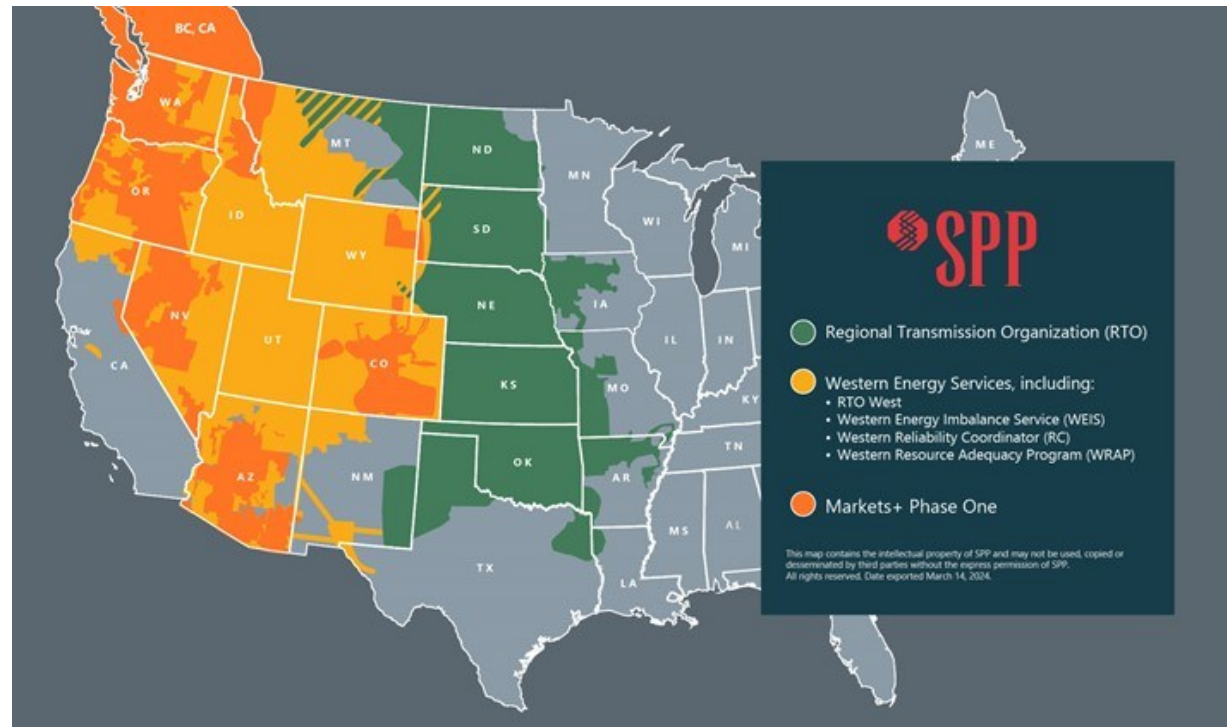 BC, CA
WA
MT
ND
MN
ME
OR
ID
SD
WI
MI
WY
NE
IA
NV
UT
CO
IL
IN
CA
KS
MO
KY
AZ
NM
OK
AR
TN
TX
LA
MS
AL
SPP
Regional Transmission Organization (RTO)
Western Energy Services, including:
• RTO West
• Western Energy Imbalance Service (WEIS)
• Western Reliability Coordinator (RC)
• Western Resource Adequacy Program (WRAP)
Markets+ Phase One
This map contains the intellectual property of SPP and may not be used, copied or
desseminated by third parties without the express permission of SPP.
All rights reserved. Date exported March 14, 2024.